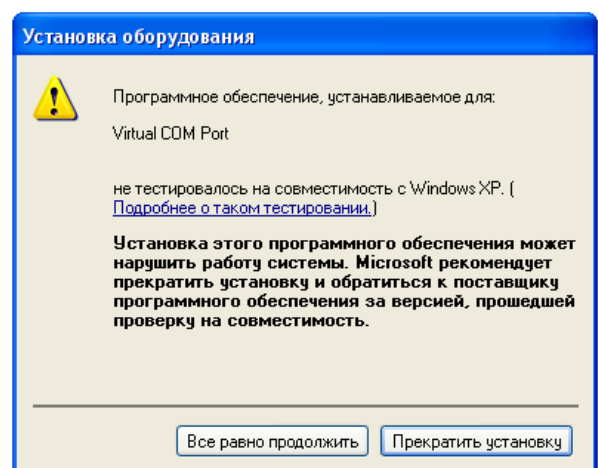 Установка оборудования
Программное обеспечение, устанавливаемое для:
Virtual COM Port
не тестировалось на совместимость с Windows XP. (
Подробнее о таком тестировании.)
Установка этого программного обеспечения может
нарушить работу системы. Microsoft рекомендует
прекратить установку и обратиться к поставщику
программного обеспечения за версией, прошедшей
проверку на совместимость.
Все равно продолжить
Прекратить установку